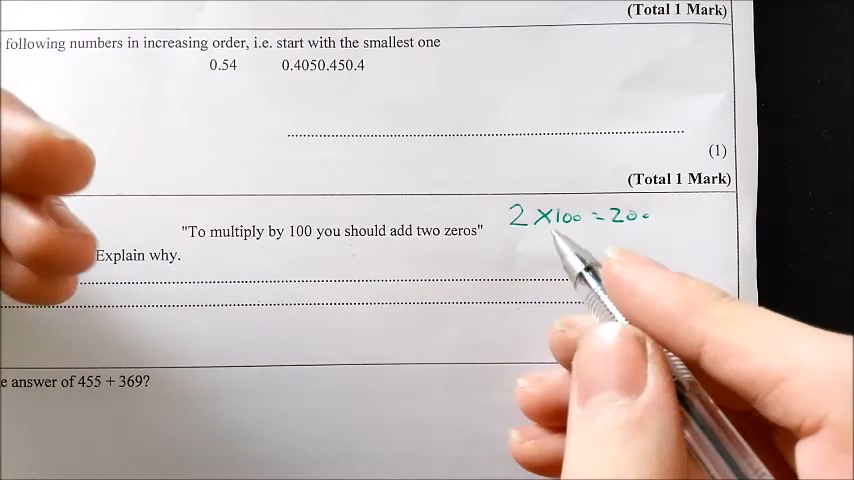 (Total 1 Mark)
following numbers in increasing order, i.e. start with the smallest one
0.54 0.4050.450.4
(1)
(Total 1 Mark)
2 × 100 = 200
"To multiply by 100 you should add two zeros"
Explain why.
e answer of 455 + 369?